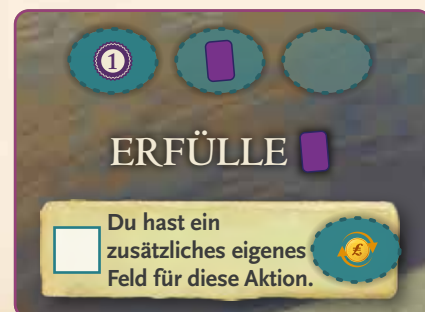 1
ERFÜLLE
Du hast ein
zusätzliches eigenes
Feld für diese Aktion.
£